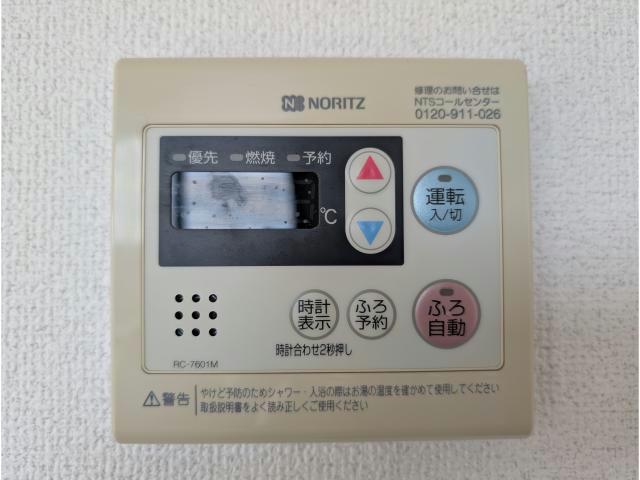 NORITZ
修理のお問い合せは
NTSコールセンター
0120-911-026
優先 燃焼 予約
℃
運転
入/切
時計
表示
ふろ
予約
ふろ
自動
時計合わせ2秒押し
RC-7601M
警告
やけど予防のためシャワー・入浴の際はお湯の温度を確かめて使用してください
取扱説明書をよく読み正しくご使用ください